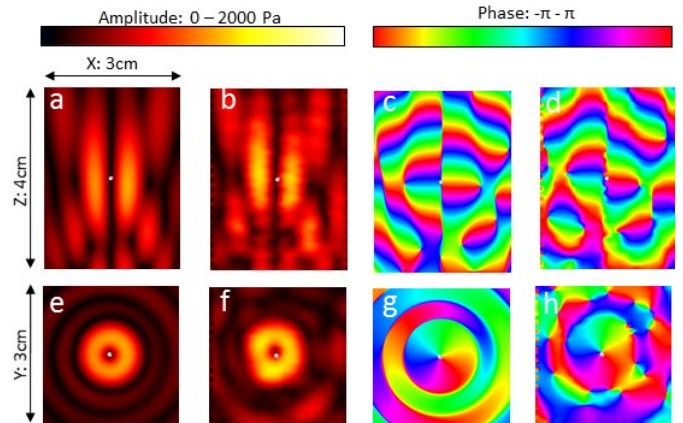 Amplitude: 0 – 2000 Pa
Phase: -π - π
X: 3cm
a b c d
Z: 4cm
e f g h
Y: 3cm